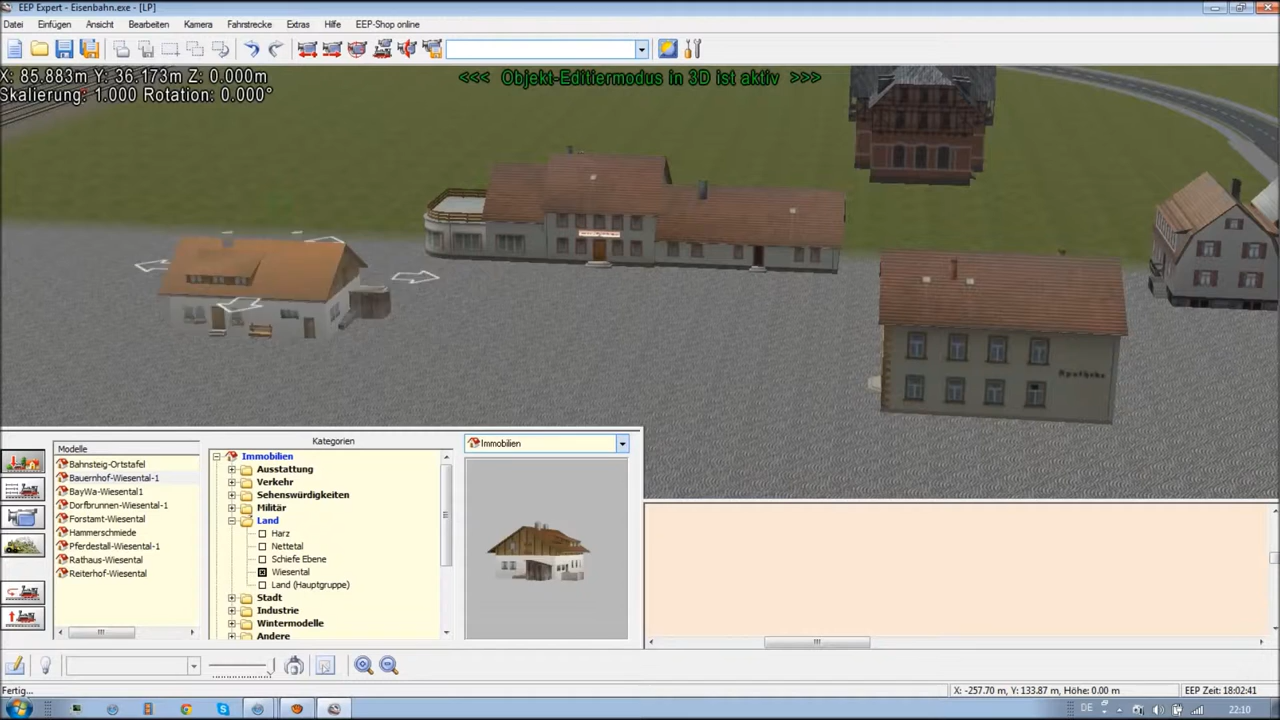 EEP Expert - Eisenbahn.exe - [LP]
Datei Einfügen Ansicht Bearbeiten Kamera Fahrstrecke Extras Hilfe EEP-Shop online
X: 85.883m Y: 36.173m Z: 0.000m
Skalierung: 1.000 Rotation: 0.000°
<<< Objekt-Editiermodus in 3D ist aktiv >>>
Apotheke
Modelle
Bahnsteig-Ortstafel
Bauernhof-Wiesental-1
BayWa-Wiesental1
Dorfbrunnen-Wiesental-1
Forstamt-Wiesental
Hammerschmiede
Pferdestall-Wiesental-1
Rathaus-Wiesental
Reiterhof-Wiesental
Kategorien
Immobilien
Ausstattung
Verkehr
Sehenswürdigkeiten
Militär
Land
Harz
Nettetal
Schiefe Ebene
Wiesental
Land (Hauptgruppe)
Stadt
Industrie
Wintermodelle
Andere
Immobilien
Fertig...
X: -257.70 m, Y: 133.87 m, Höhe: 0.00 m
EEP Zeit: 18:02:41
DE
22:10